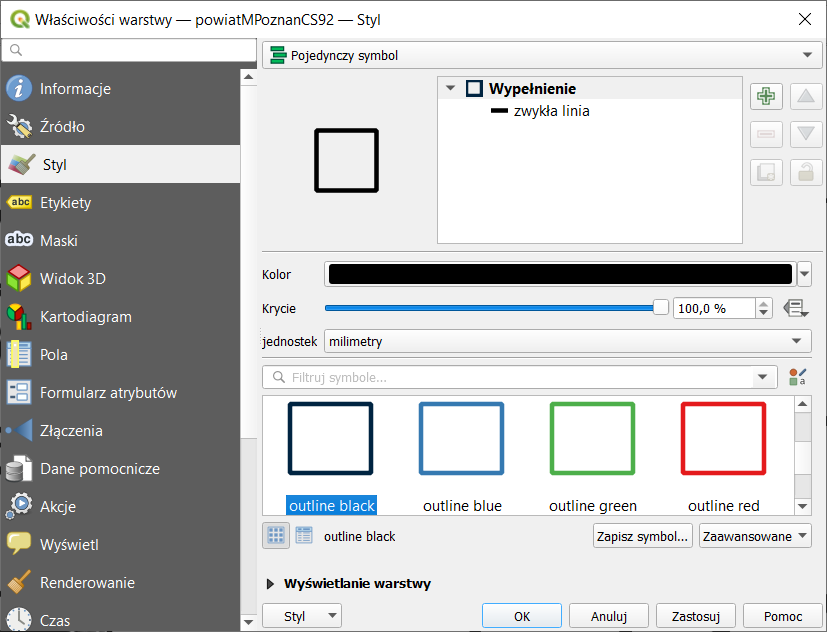 Właściwości warstwy — powiatMPoznanCS92 — Styl
Informacje
Źródło
Styl
abc Etykiety
abc Maski
Widok 3D
Kartodiagram
Pola
Formularz atrybutów
Złączenia
Dane pomocnicze
Akcje
Wyświetl
Renderowanie
Czas
Pojedynczy symbol
Wypełnienie
zwykła linia
Kolor
Krycie
100,0 %
jednostek milimetry
Filtruj symbole...
a
outline black outline blue outline green outline red
outline black
Zapisz symbol...
Zaawansowane
Wyświetlanie warstwy
Styl
OK
Anuluj
Zastosuj
Pomoc